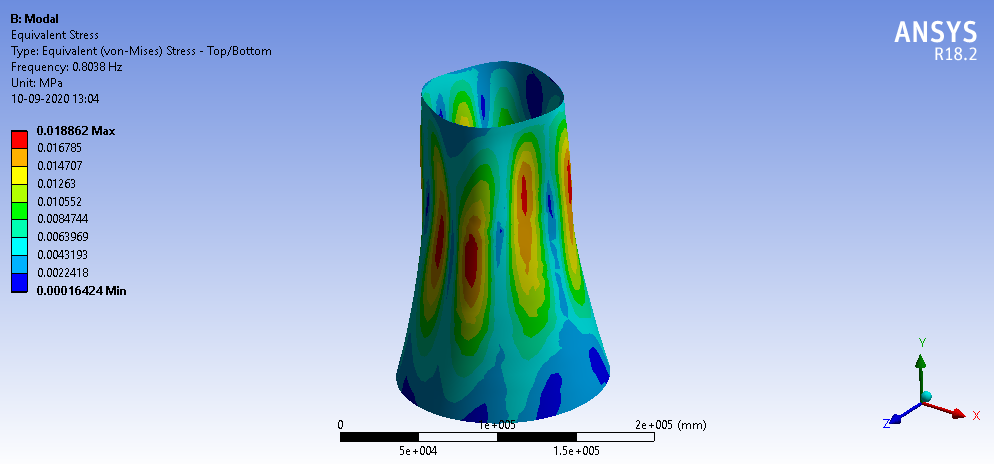 B: Modal
Equivalent Stress
Type: Equivalent (von-Mises) Stress - Top/Bottom
Frequency: 0.8038 Hz
Unit: MPa
10-09-2020 13:04
ANSYS
R18.2
0.018862 Max
0.016785
0.014707
0.01263
0.010552
0.0084744
0.0063969
0.0043193
0.0022418
0.00016424 Min
0 1e+005 2e+005 (mm)
5e+004 1.5e+005
Y
X
Z